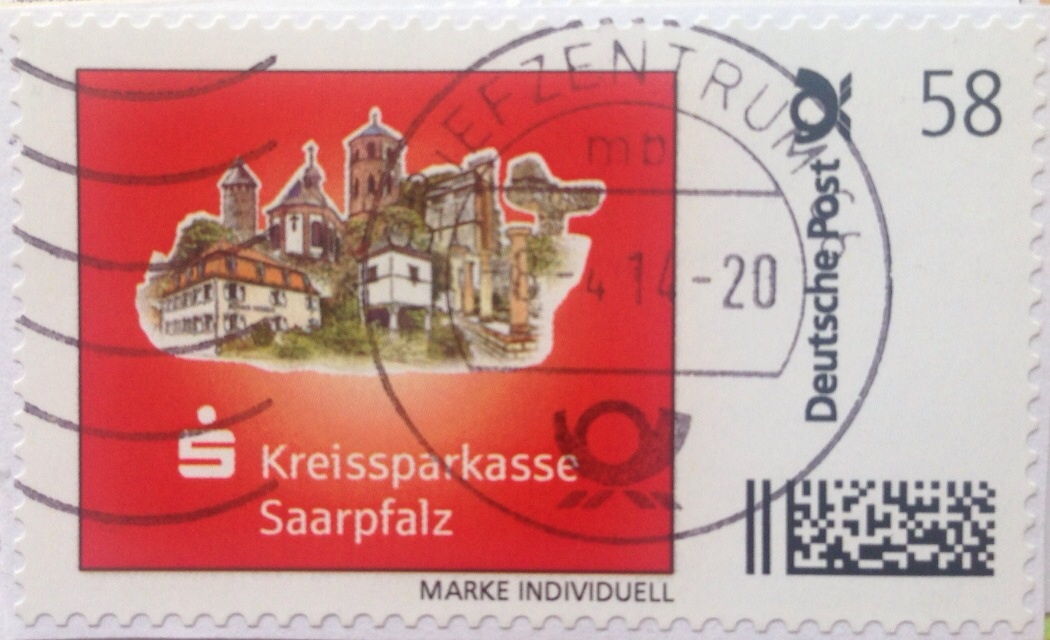 58
Deutsche Post
Kreissparkasse
Saarpfalz
MARKE INDIVIDUELL
EFZENTRUM
mb
4 14-20